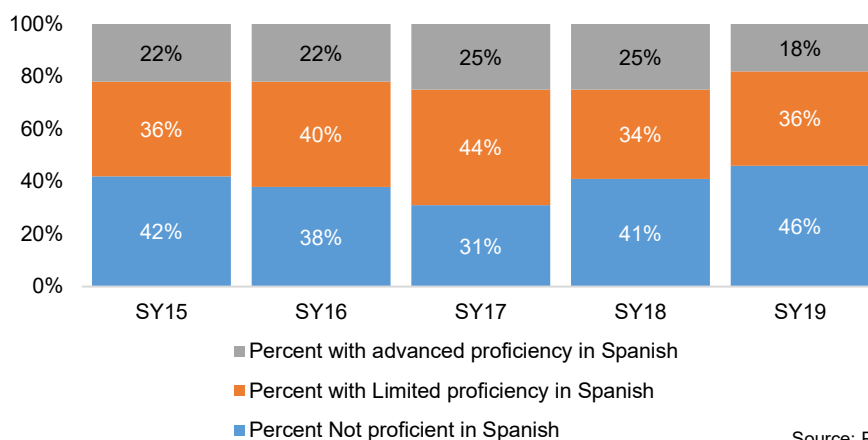 100%
80%
60%
40%
20%
0%
22% 22% 25% 25% 18%
36% 40% 44% 34% 36%
42% 38% 31% 41% 46%
SY15 SY16 SY17 SY18 SY19
Percent with advanced proficiency in Spanish
Percent with Limited proficiency in Spanish
Percent Not proficient in Spanish
Source: